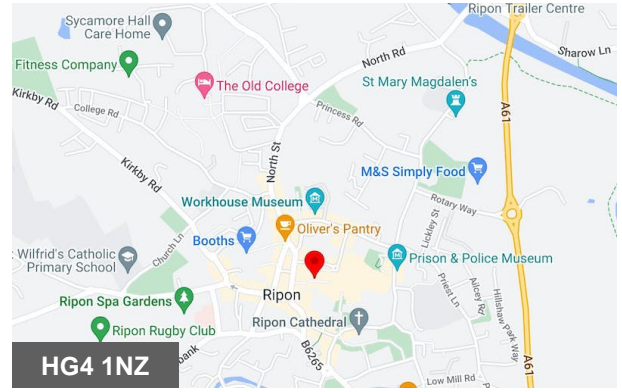 Sycamore Hall
Care Home
Ripon Trailer Centre
North Rd
Sharow Ln
Fitness Company
The Old College
St Mary Magdalen's
A61
Kirkby Rd
College Rd
Princess Rd
Kirkby Rd
North St
M&S Simply Food
Workhouse Museum
Rotary Way
Oliver's Pantry
Lickley St
Booths
Church Ln
Wilfrid's Catholic
Primary School
Prison & Police Museum
Priest Ln
Ailcey Rd
Hillshaw Park Way
Ripon Spa Gardens
Ripon
Ripon Cathedral
Ripon Rugby Club
B6265
A61
Low Mill Rd
HG4 1NZ